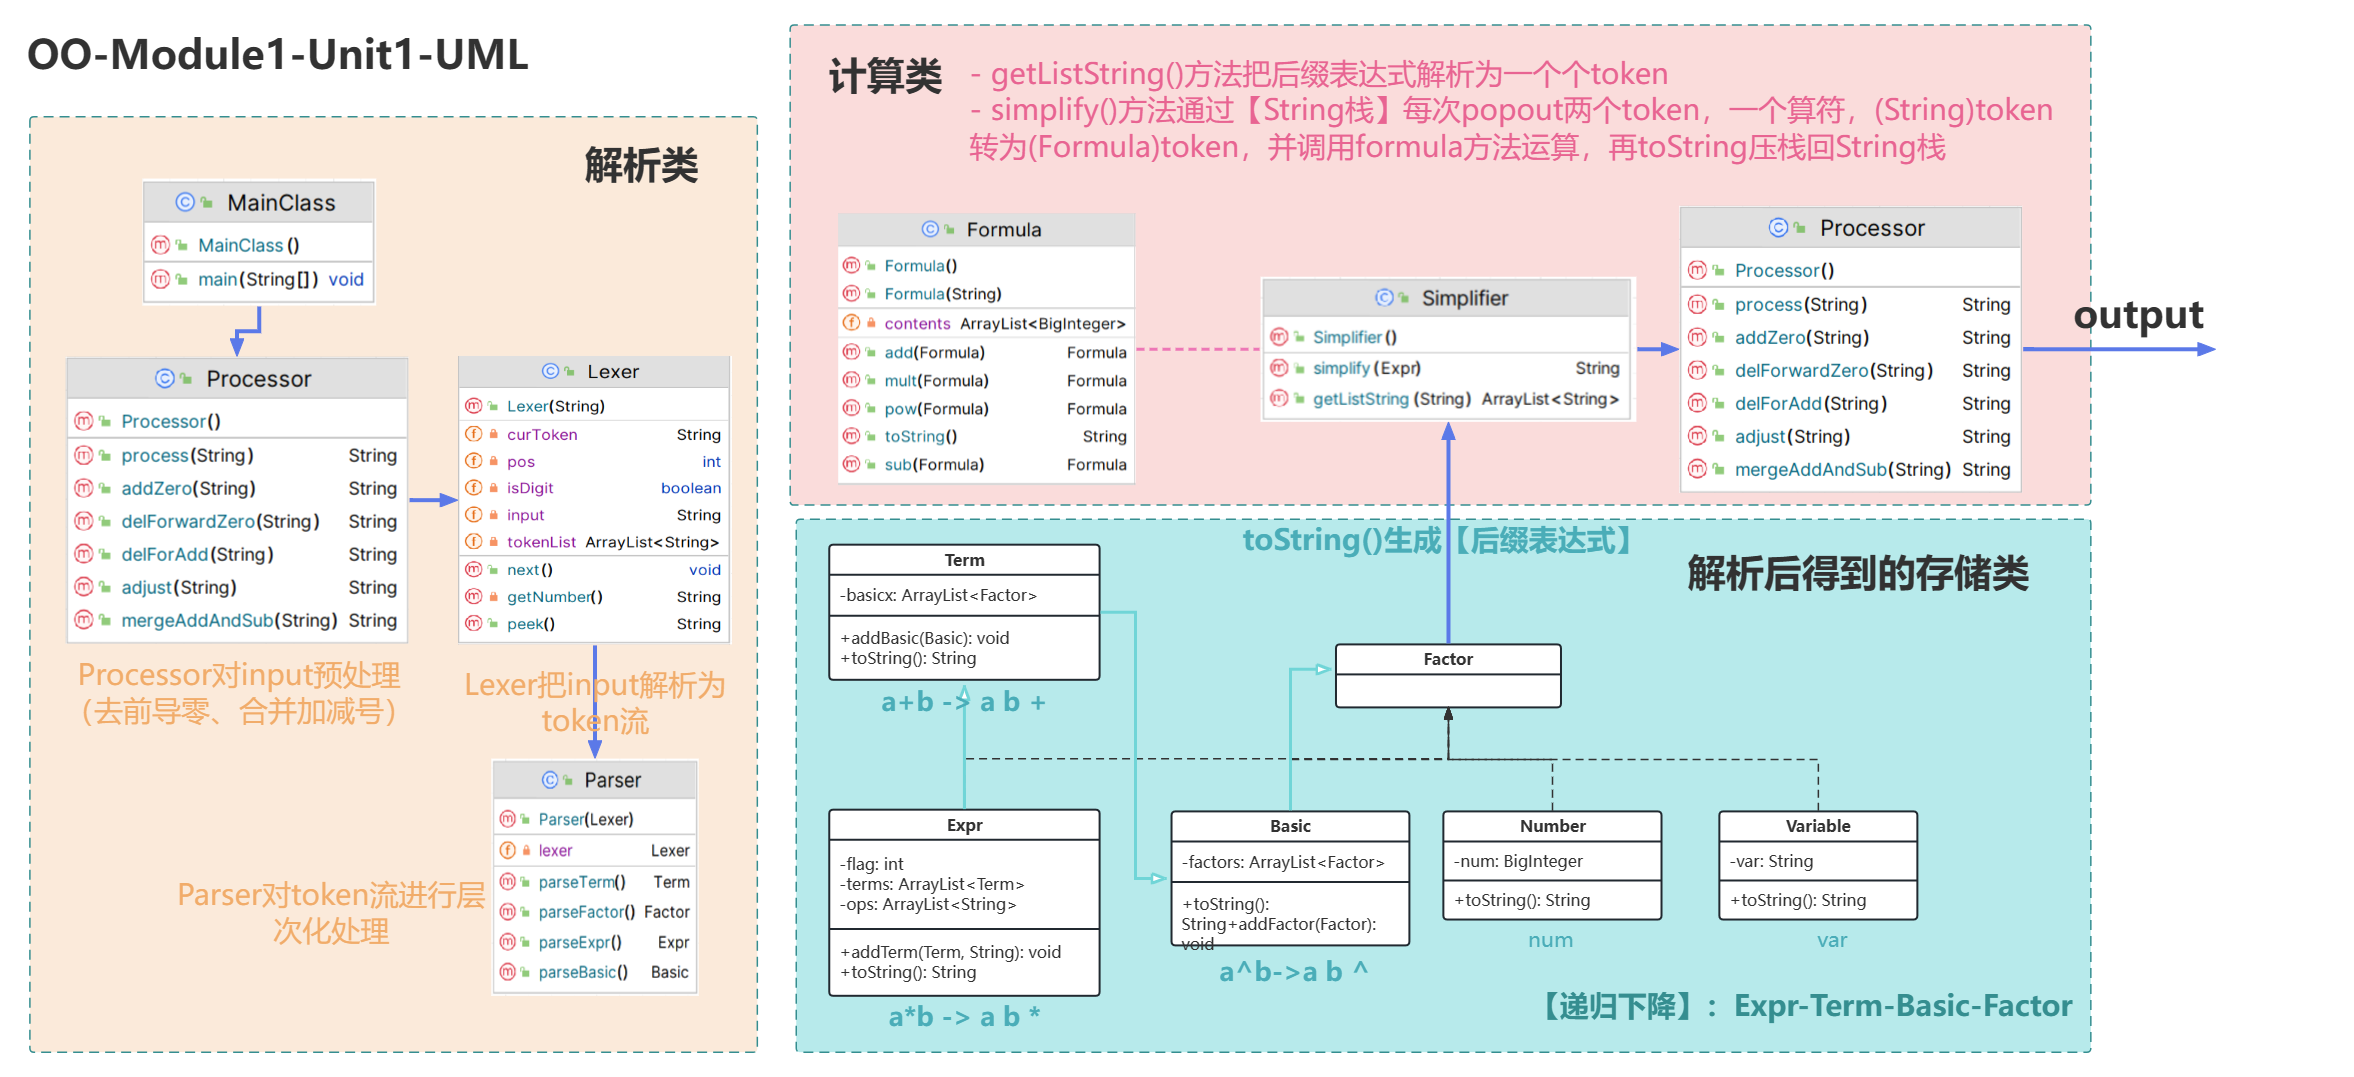 OO-Module1-Unit1-UML
解析类
MainClass
MainClass()
main(String[]) void
Processor
Processor()
process(String) String
addZero(String) String
delForwardZero(String) String
delForAdd(String) String
adjust(String) String
mergeAddAndSub(String) String
Processor对input预处理
（去前导零、合并加减号）
Lexer
Lexer(String)
curToken String
pos int
isDigit boolean
input String
tokenList ArrayList<String>
next() void
getNumber() String
peek() String
Lexer把input解析为
token流
Parser
Parser(Lexer)
lexer Lexer
parseTerm() Term
parseFactor() Factor
parseExpr() Expr
parseBasic() Basic
Parser对token流进行层
次化处理
计算类
- getListString()方法把后缀表达式解析为一个个token
- simplify()方法通过【String栈】每次popout两个token，一个算符，(String)token
转为(Formula)token，并调用formula方法运算，再toString压栈回String栈
Formula
Formula()
Formula(String)
contents ArrayList<BigInteger>
add(Formula) Formula
mult(Formula) Formula
pow(Formula) Formula
toString() String
sub(Formula) Formula
Simplifier
Simplifier()
simplify(Expr) String
getListString(String) ArrayList<String>
Processor
Processor()
process(String) String
addZero(String) String
delForwardZero(String) String
delForAdd(String) String
adjust(String) String
mergeAddAndSub(String) String
output
toString()生成【后缀表达式】
解析后得到的存储类
Term
-basicx: ArrayList<Factor>
+addBasic(Basic): void
+toString(): String
a+b -> a b +
Factor
Expr
-flag: int
-terms: ArrayList<Term>
-ops: ArrayList<String>
+addTerm(Term, String): void
+toString(): String
a*b -> a b *
Basic
-factors: ArrayList<Factor>
+toString():
String+addFactor(Factor):
void
a^b->a b ^
Number
-num: BigInteger
+toString(): String
num
Variable
-var: String
+toString(): String
var
【递归下降】：Expr-Term-Basic-Factor